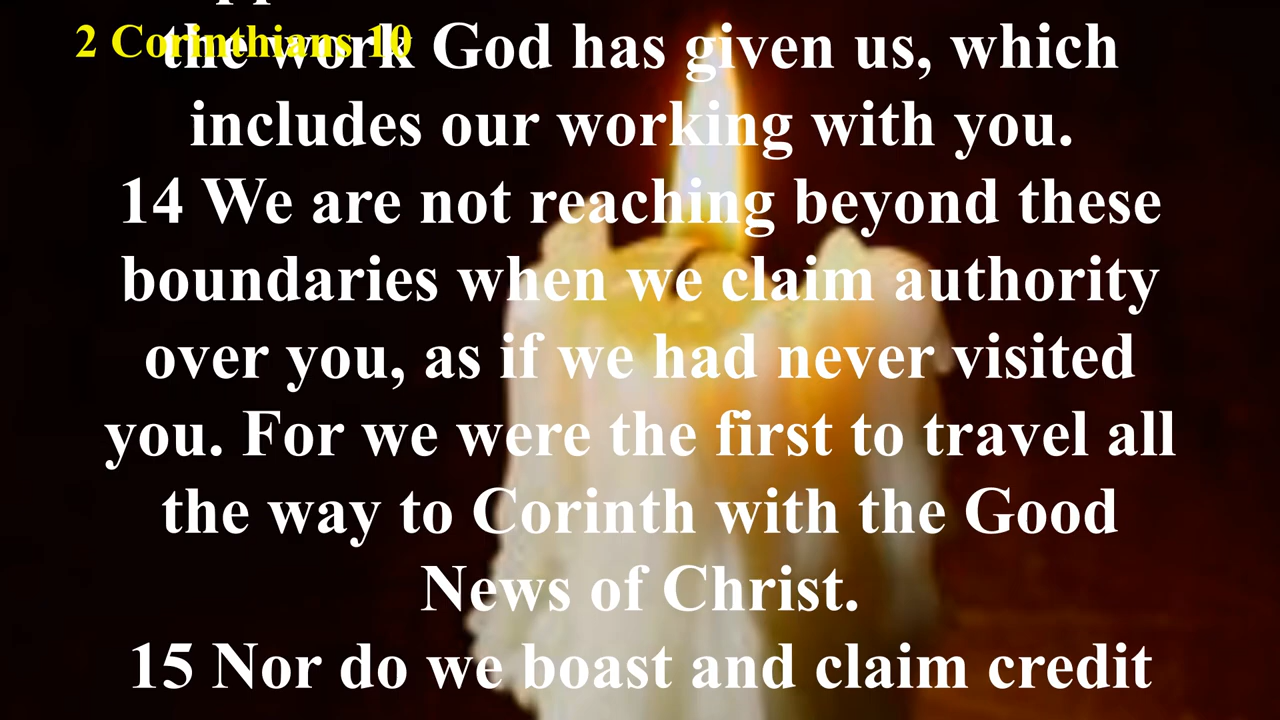 2 Corinthians 10
the work God has given us, which
includes our working with you.
14 We are not reaching beyond these
boundaries when we claim authority
over you, as if we had never visited
you. For we were the first to travel all
the way to Corinth with the Good
News of Christ.
15 Nor do we boast and claim credit